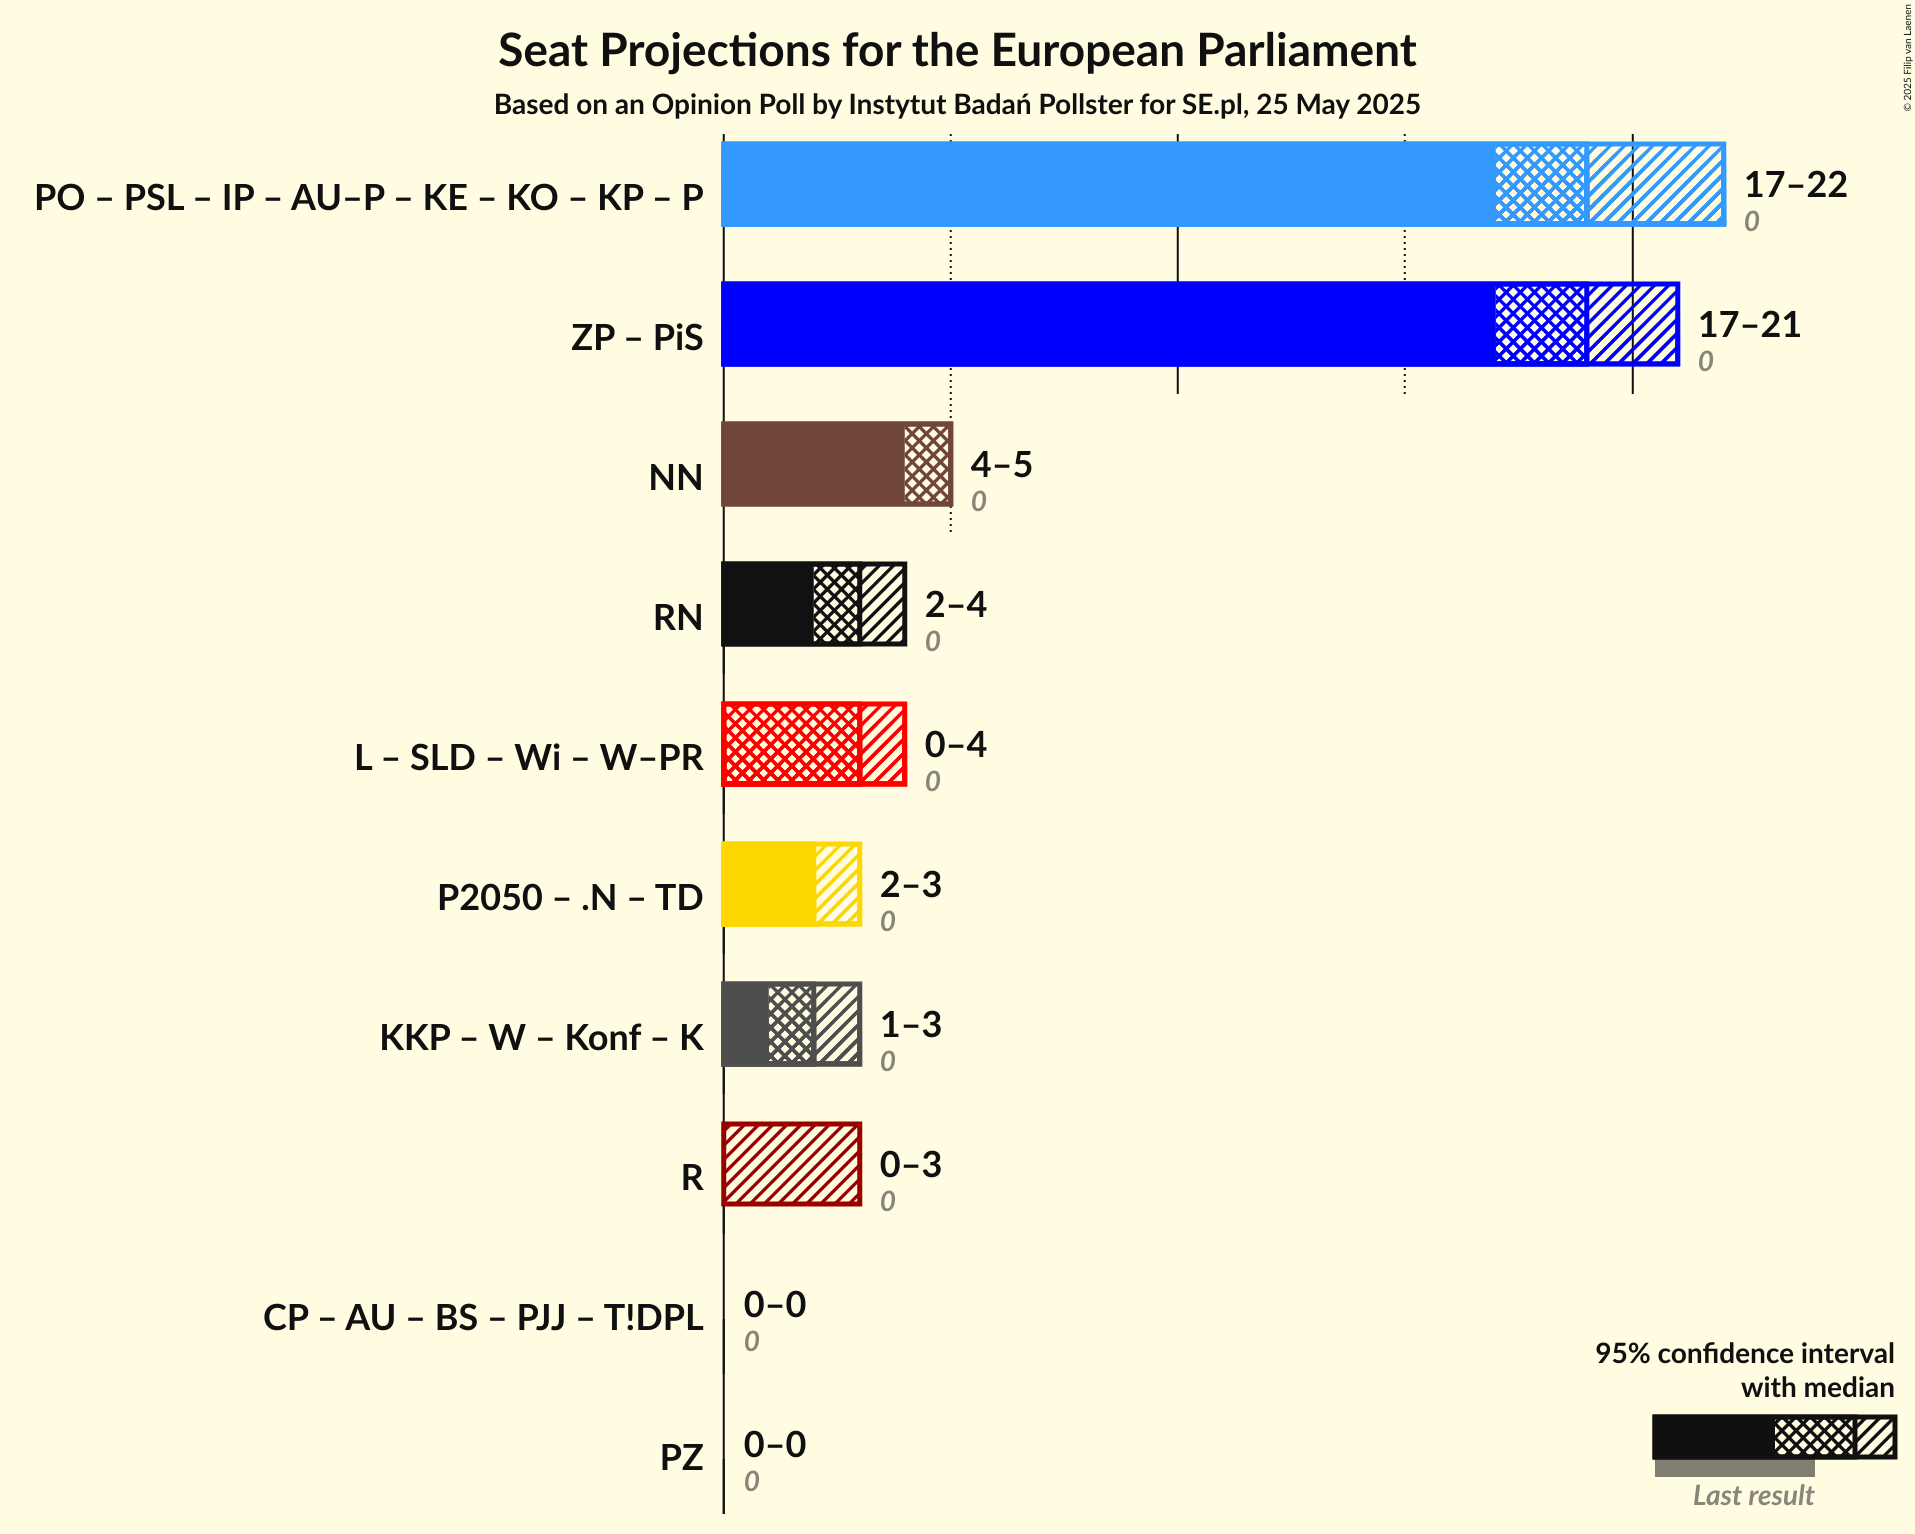 Seat Projections for the European Parliament
Based on an Opinion Poll by Instytut Badań Pollster for SE.pl, 25 May 2025
© 2025 Filip van Laenen
PO – PSL – IP – AU–P – KE – KO – KP – P
17–22
0
ZP – PiS
17–21
0
NN
4–5
0
RN
2–4
0
L – SLD – Wi – W–PR
0–4
0
P2050 – .N – TD
2–3
0
KKP – W – Konf – K
1–3
0
R
0–3
0
CP – AU – BS – PJJ – T!DPL
0–0
0
PZ
0–0
0
95% confidence interval
with median
Last result